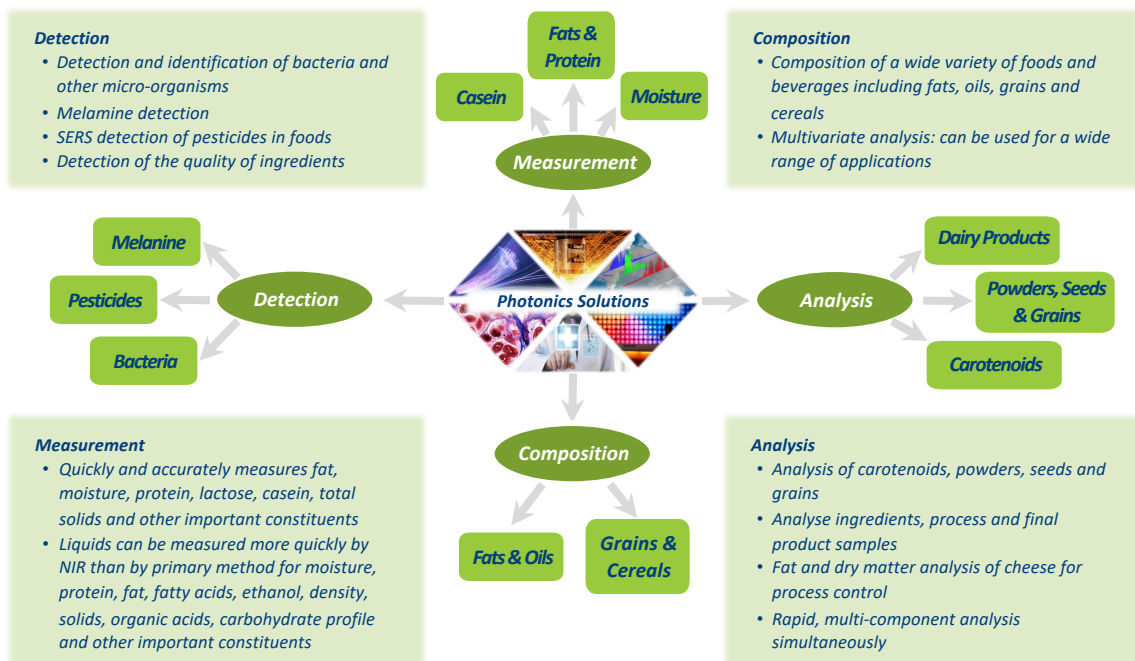 Detection
• Detection and identification of bacteria and
other micro-organisms
• Melamine detection
• SERS detection of pesticides in foods
• Detection of the quality of ingredients
Fats &
Protein
Casein
Moisture
Measurement
Composition
• Composition of a wide variety of foods and
beverages including fats, oils, grains and
cereals
• Multivariate analysis: can be used for a wide
range of applications
Melanine
Pesticides
Bacteria
Detection
Photonics Solutions
Analysis
Dairy Products
Powders, Seeds
& Grains
Carotenoids
Measurement
• Quickly and accurately measures fat,
moisture, protein, lactose, casein, total
solids and other important constituents
• Liquids can be measured more quickly by
NIR than by primary method for moisture,
protein, fat, fatty acids, ethanol, density,
solids, organic acids, carbohydrate profile
and other important constituents
Composition
Fats & Oils
Grains &
Cereals
Analysis
• Analysis of carotenoids, powders, seeds and
grains
• Analyse ingredients, process and final
product samples
• Fat and dry matter analysis of cheese for
process control
• Rapid, multi-component analysis
simultaneously